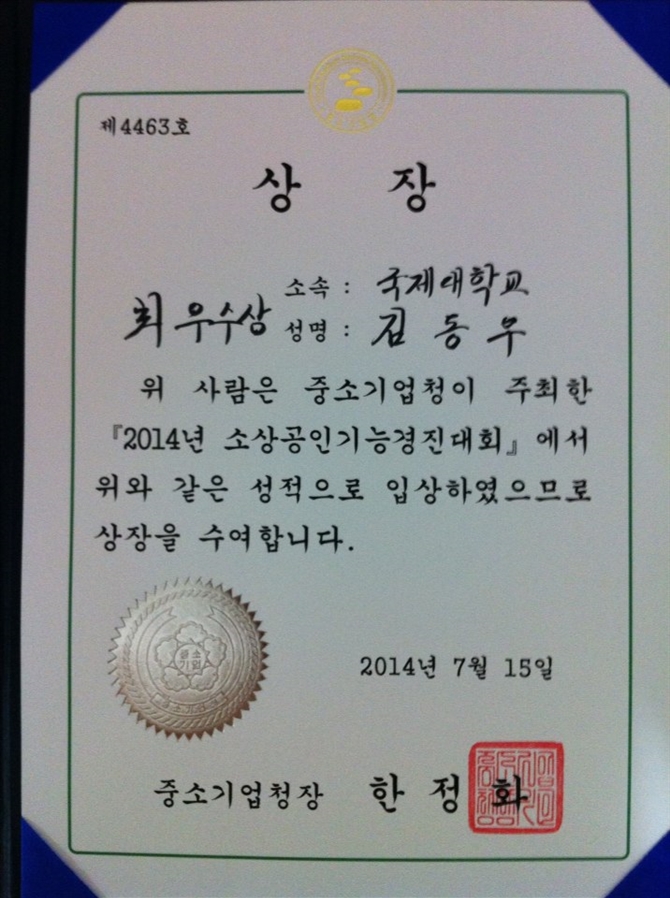 제4463호
상 장
최우수상
소속 : 국제대학교
성명 : 김동우
위 사람은 중소기업청이 주최한
『2014년 소상공인기능경진대회』에서
위와 같은 성적으로 입상하였으므로
상장을 수여합니다.
중소
기업
2014년 7월 15일
중소기업청장 한정화